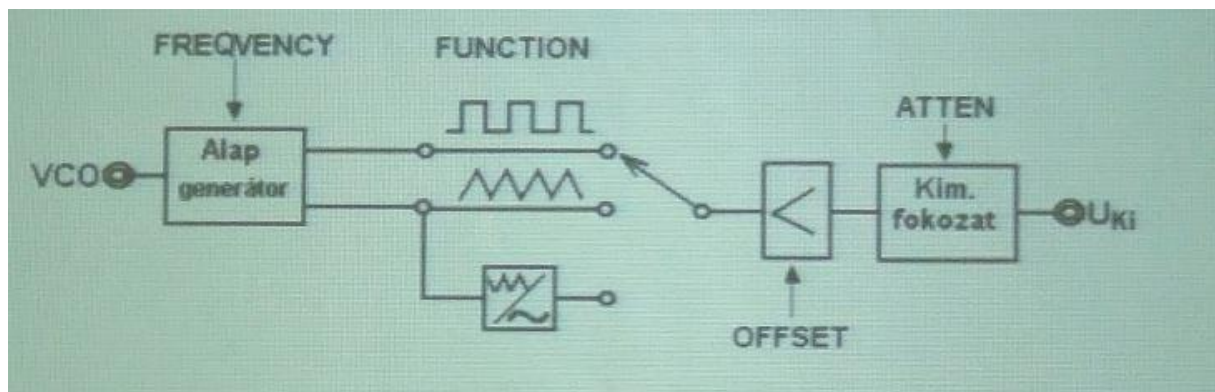 FREQVENCY
FUNCTION
ATTEN
VCO
Alap
generátor
Kim.
fokozat
UKi
OFFSET